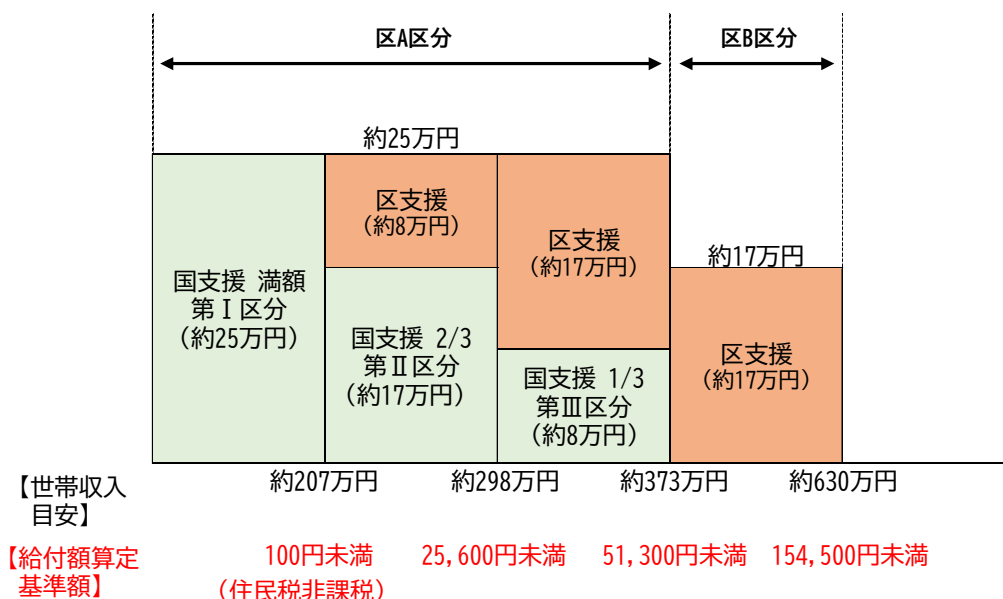 区A区分
区B区分
約25万円
国支援 満額
第Ⅰ区分
(約25万円)
区支援
(約8万円)
国支援 2/3
第Ⅱ区分
(約17万円)
区支援
(約17万円)
国支援 1/3
第Ⅲ区分
(約8万円)
約17万円
区支援
(約17万円)
【世帯収入
目安】
約207万円
約298万円
約373万円
約630万円
【給付額算定
基準額】
100円未満
(住民税非課税)
25,600円未満
51,300円未満
154,500円未満